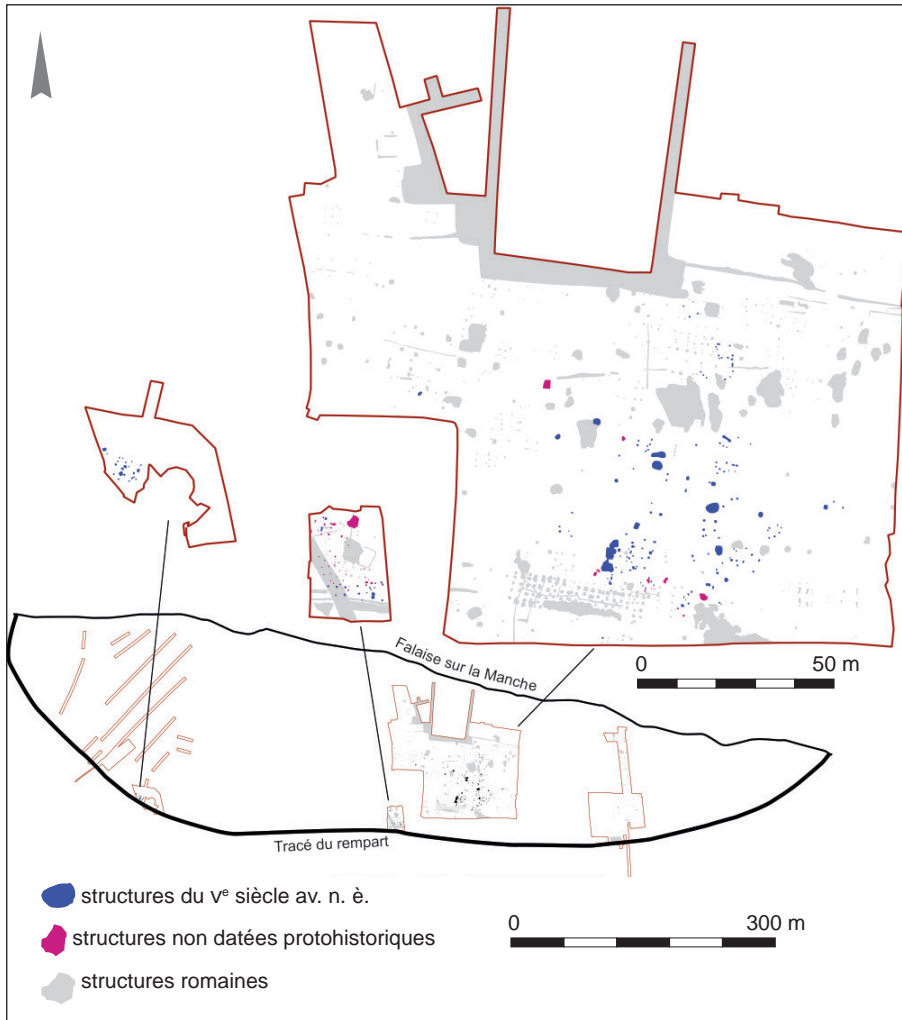 0 50 m
Falaise sur la Manche
Tracé du rempart
structures du Ve siècle av. n. è.
structures non datées protohistoriques
structures romaines
0 300 m